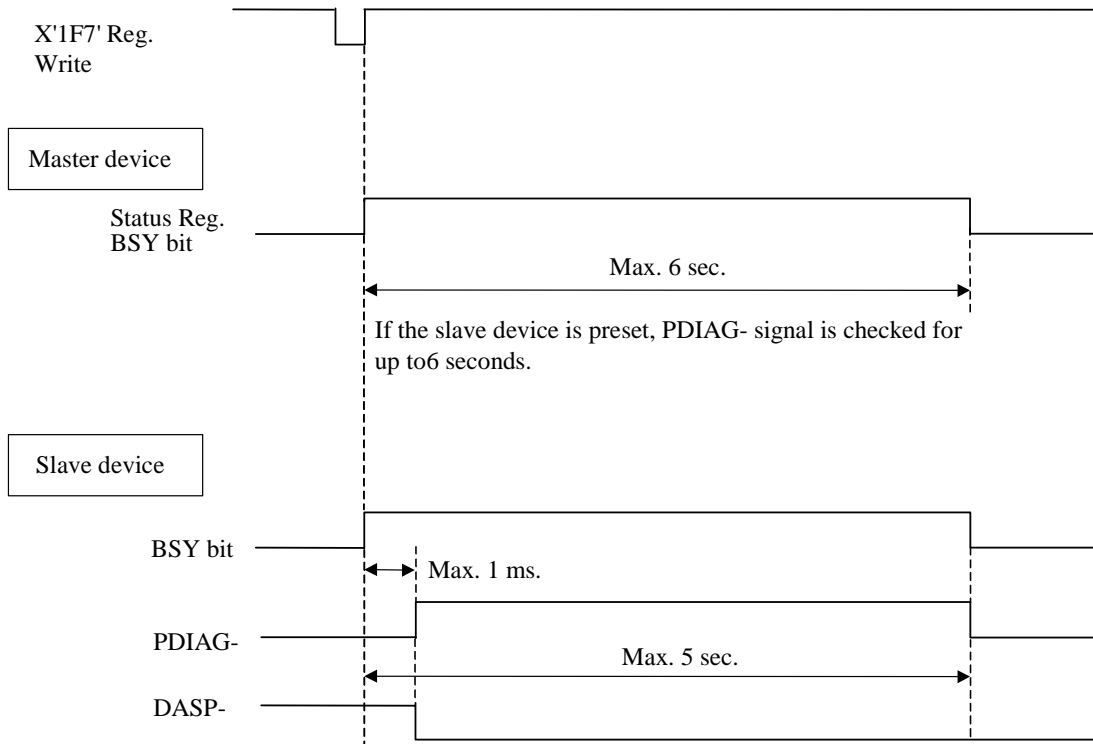 X'1F7' Reg.
Write
Master device
Status Reg.
BSY bit
Max. 6 sec.
If the slave device is preset, PDIAG- signal is checked for
up to6 seconds.
Slave device
BSY bit
Max. 1 ms.
PDIAG-
Max. 5 sec.
DASP-